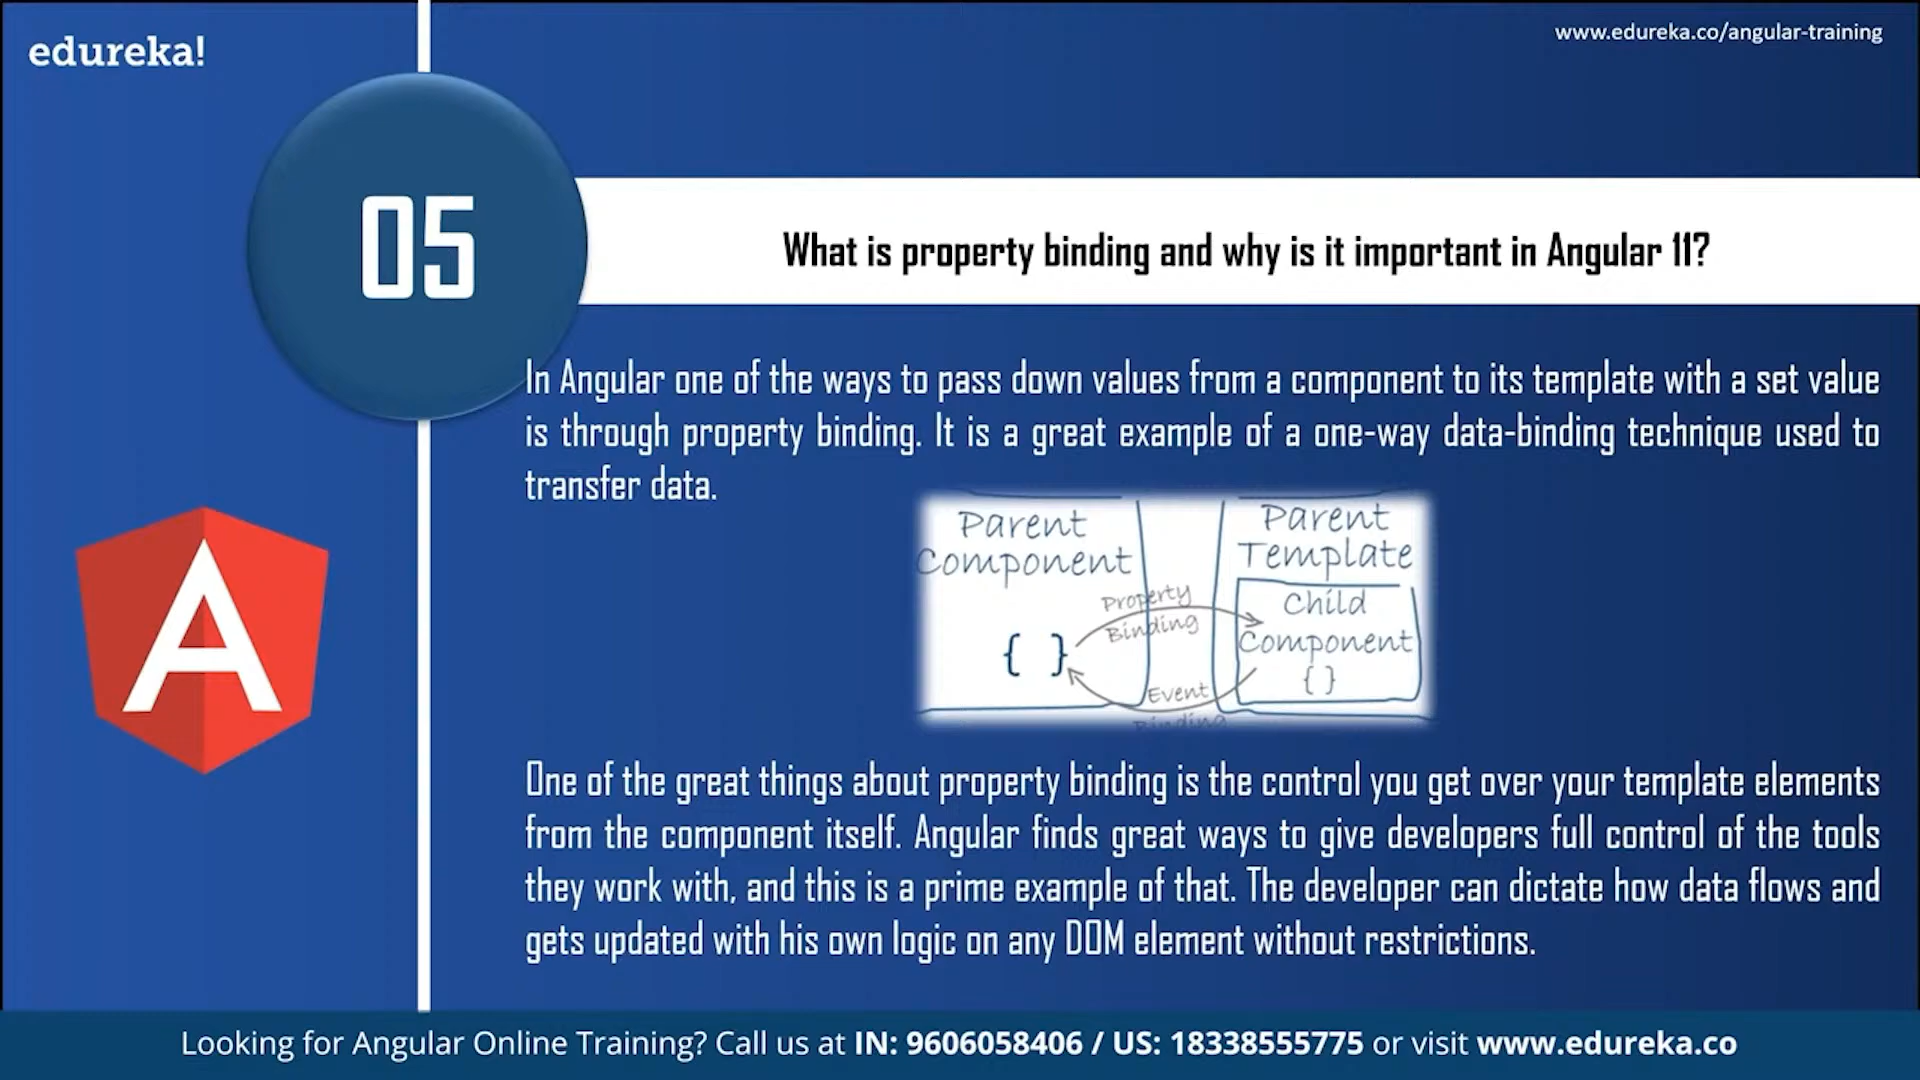 edureka!
www.edureka.co/angular-training
05
What is property binding and why is it important in Angular 11?
In Angular one of the ways to pass down values from a component to its template with a set value
is through property binding. It is a great example of a one-way data-binding technique used to
transfer data.
Parent
Component
{ }
Property
Binding
Event
Binding
Parent
Template
Child
Component
{ }
One of the great things about property binding is the control you get over your template elements
from the component itself. Angular finds great ways to give developers full control of the tools
they work with, and this is a prime example of that. The developer can dictate how data flows and
gets updated with his own logic on any DOM element without restrictions.
Looking for Angular Online Training? Call us at IN: 9606058406 / US: 18338555775 or visit www.edureka.co